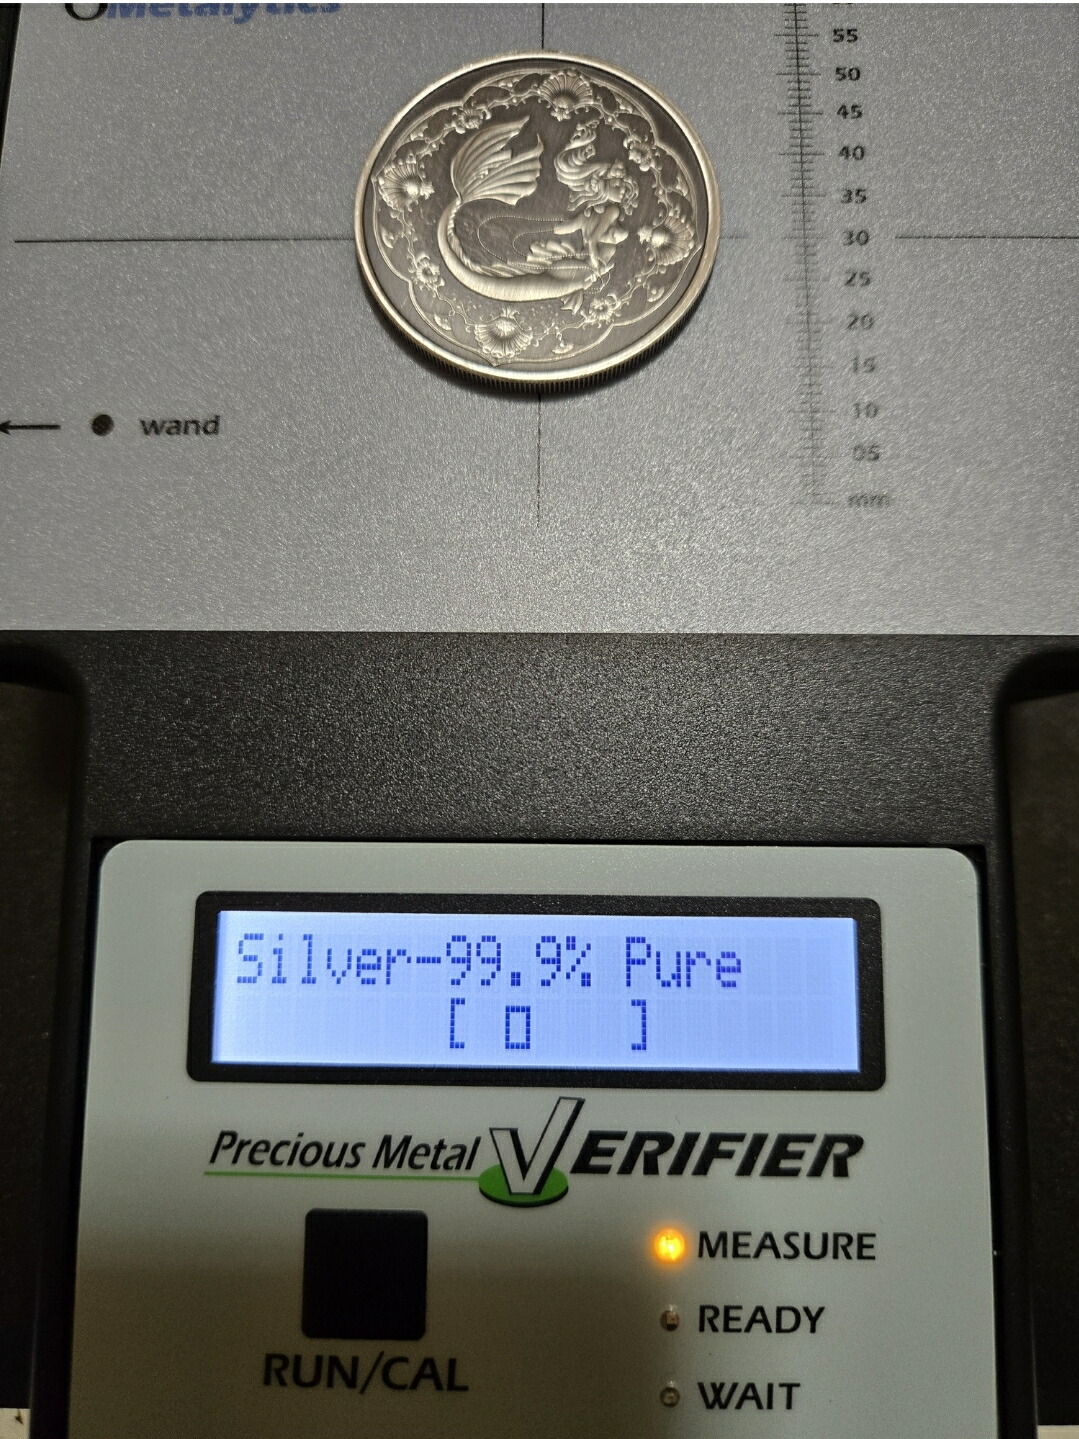 Metalytics
55
50
45
40
35
30
25
20
15
10
05
mm
wand
Silver-99.9% Pure
[ 0 ]
Precious Metal VERIFIER
MEASURE
READY
RUN/CAL
WAIT